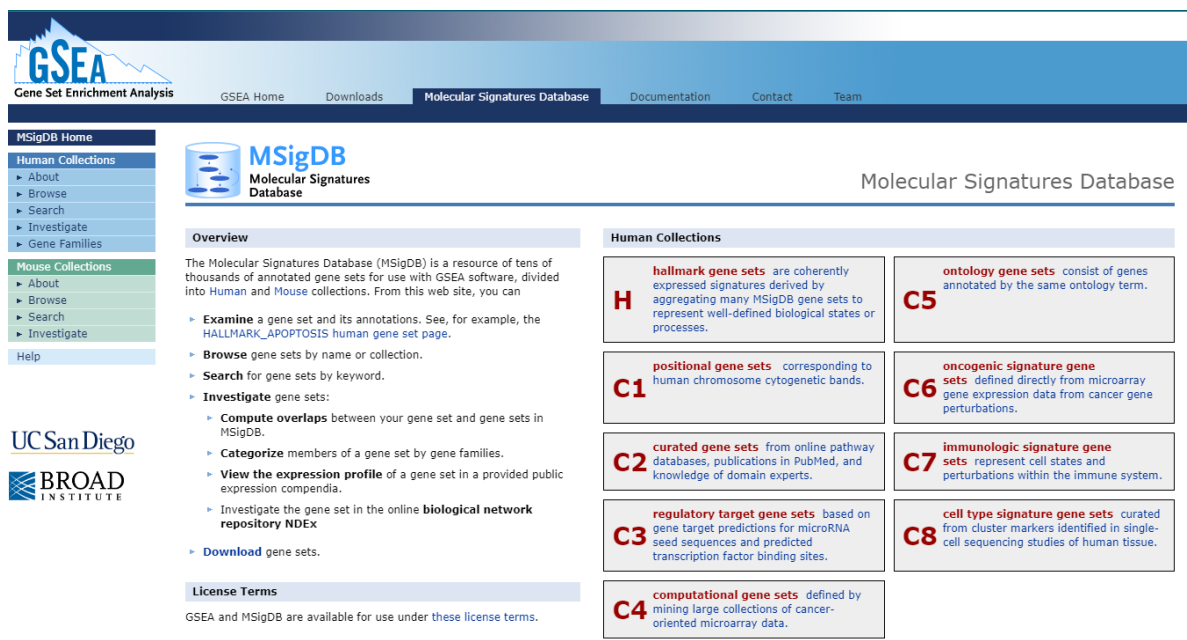 GSEA
Gene Set Enrichment Analysis
GSEA Home
Downloads
Molecular Signatures Database
Documentation
Contact
Team
MSigDB Home
Human Collections
► About
► Browse
► Search
► Investigate
► Gene Families
Mouse Collections
► About
► Browse
► Search
► Investigate
Help
UC San Diego
BROAD
INSTITUTE
MSigDB
Molecular Signatures
Database
Molecular Signatures Database
Overview
The Molecular Signatures Database (MSigDB) is a resource of tens of
thousands of annotated gene sets for use with GSEA software, divided
into Human and Mouse collections. From this web site, you can
► Examine a gene set and its annotations. See, for example, the
HALLMARK_APOPTOSIS human gene set page.
► Browse gene sets by name or collection.
► Search for gene sets by keyword.
► Investigate gene sets:
► Compute overlaps between your gene set and gene sets in
MSigDB.
► Categorize members of a gene set by gene families.
► View the expression profile of a gene set in a provided public
expression compendia.
► Investigate the gene set in the online biological network
repository NDEx
► Download gene sets.
License Terms
GSEA and MSigDB are available for use under these license terms.
Human Collections
H
hallmark gene sets are coherently
expressed signatures derived by
aggregating many MSigDB gene sets to
represent well-defined biological states or
processes.
C1
positional gene sets corresponding to
human chromosome cytogenetic bands.
C2
curated gene sets from online pathway
databases, publications in PubMed, and
knowledge of domain experts.
C3
regulatory target gene sets based on
gene target predictions for microRNA
seed sequences and predicted
transcription factor binding sites.
C4
computational gene sets defined by
mining large collections of cancer-
oriented microarray data.
C5
ontology gene sets consist of genes
annotated by the same ontology term.
C6
oncogenic signature gene
sets defined directly from microarray
gene expression data from cancer gene
perturbations.
C7
immunologic signature gene
sets represent cell states and
perturbations within the immune system.
C8
cell type signature gene sets curated
from cluster markers identified in single-
cell sequencing studies of human tissue.